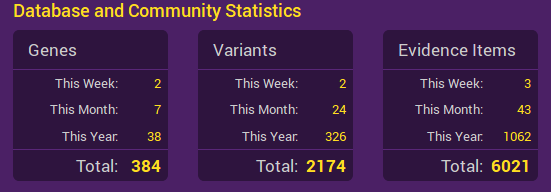 Database and Community Statistics
Genes
This Week: 2
This Month: 7
This Year: 38
Total: 384
Variants
This Week: 2
This Month: 24
This Year: 326
Total: 2174
Evidence Items
This Week: 3
This Month: 43
This Year: 1062
Total: 6021